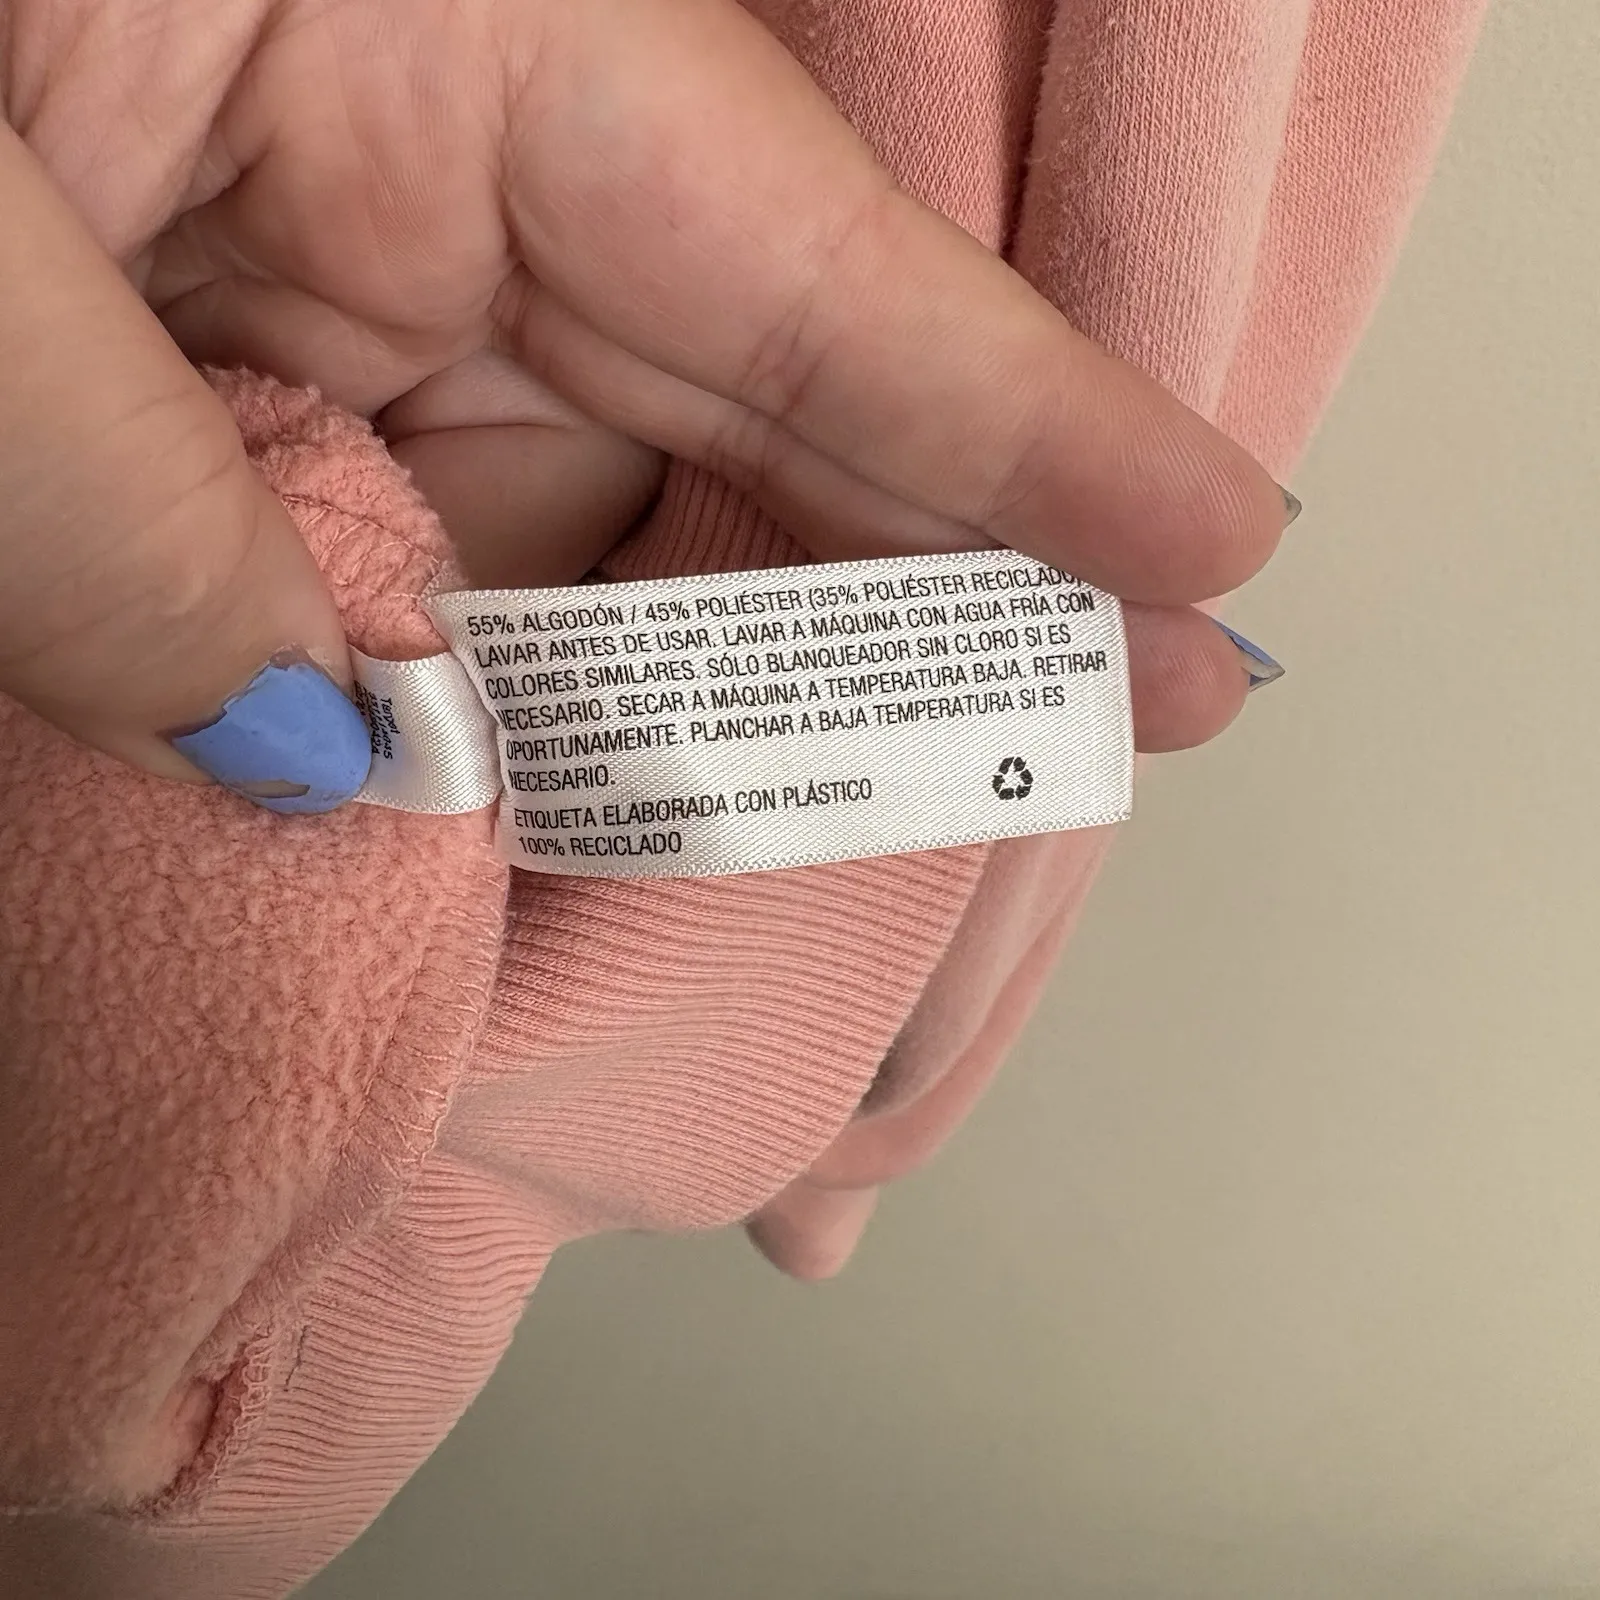 55% ALGODÓN / 45% POLIÉSTER (35% POLIÉSTER RECICLADO)
LAVAR ANTES DE USAR. LAVAR A MÁQUINA CON AGUA FRÍA CON
COLORES SIMILARES. SÓLO BLANQUEADOR SIN CLORO SI ES
NECESARIO. SECAR A MÁQUINA A TEMPERATURA BAJA. RETIRAR
OPORTUNAMENTE. PLANCHAR A BAJA TEMPERATURA SI ES
NECESARIO.
ETIQUETA ELABORADA CON PLÁSTICO
100% RECICLADO